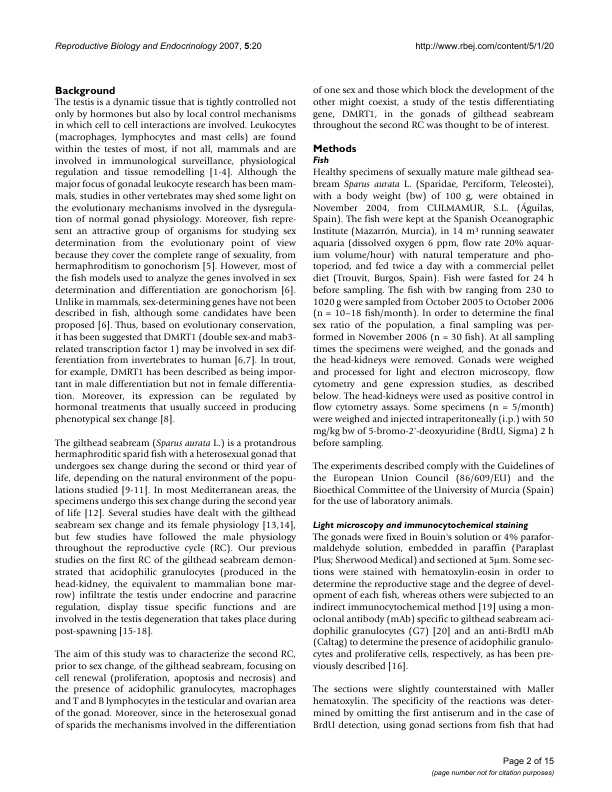 Reproductive Biology and Endocrinology 2007, 5:20
http://www.rbej.com/content/5/1/20
Background
The testis is a dynamic tissue that is tightly controlled not
only by hormones but also by local control mechanisms
in which cell to cell interactions are involved. Leukocytes
(macrophages, lymphocytes and mast cells) are found
within the testes of most, if not all, mammals and are
involved in immunological surveillance, physiological
regulation and tissue remodelling [1-4]. Although the
major focus of gonadal leukocyte research has been mam-
mals, studies in other vertebrates may shed some light on
the evolutionary mechanisms involved in the dysregula-
tion of normal gonad physiology. Moreover, fish repre-
sent an attractive group of organisms for studying sex
determination from the evolutionary point of view
because they cover the complete range of sexuality, from
hermaphroditism to gonochorism [5]. However, most of
the fish models used to analyze the genes involved in sex
determination and differentiation are gonochorism [6].
Unlike in mammals, sex-determining genes have not been
described in fish, although some candidates have been
proposed [6]. Thus, based on evolutionary conservation,
it has been suggested that DMRT1 (double sex-and mab3-
related transcription factor 1) may be involved in sex dif-
ferentiation from invertebrates to human [6,7]. In trout,
for example, DMRT1 has been described as being impor-
tant in male differentiation but not in female differentia-
tion. Moreover, its expression can be regulated by
hormonal treatments that usually succeed in producing
phenotypical sex change [8].
The gilthead seabream (Sparus aurata L.) is a protandrous
hermaphroditic sparid fish with a heterosexual gonad that
undergoes sex change during the second or third year of
life, depending on the natural environment of the popu-
lations studied [9-11]. In most Mediterranean areas, the
specimens undergo this sex change during the second year
of life [12]. Several studies have dealt with the gilthead
seabream sex change and its female physiology [13,14],
but few studies have followed the male physiology
throughout the reproductive cycle (RC). Our previous
studies on the first RC of the gilthead seabream demon-
strated that acidophilic granulocytes (produced in the
head-kidney, the equivalent to mammalian bone mar-
row) infiltrate the testis under endocrine and paracrine
regulation, display tissue specific functions and are
involved in the testis degeneration that takes place during
post-spawning [15-18].
The aim of this study was to characterize the second RC,
prior to sex change, of the gilthead seabream, focusing on
cell renewal (proliferation, apoptosis and necrosis) and
the presence of acidophilic granulocytes, macrophages
and T and B lymphocytes in the testicular and ovarian area
of the gonad. Moreover, since in the heterosexual gonad
of sparids the mechanisms involved in the differentiation
of one sex and those which block the development of the
other might coexist, a study of the testis differentiating
gene, DMRT1, in the gonads of gilthead seabream
throughout the second RC was thought to be of interest.
Methods
Fish
Healthy specimens of sexually mature male gilthead sea-
bream Sparus aurata L. (Sparidae, Perciform, Teleostei),
with a body weight (bw) of 100 g, were obtained in
November 2004, from CULMAMUR, S.L. (Águilas,
Spain). The fish were kept at the Spanish Oceanographic
Institute (Mazarrón, Murcia), in 14 m³ running seawater
aquaria (dissolved oxygen 6 ppm, flow rate 20% aquar-
ium volume/hour) with natural temperature and pho-
toperiod, and fed twice a day with a commercial pellet
diet (Trouvit, Burgos, Spain). Fish were fasted for 24 h
before sampling. The fish with bw ranging from 230 to
1020 g were sampled from October 2005 to October 2006
(n = 10–18 fish/month). In order to determine the final
sex ratio of the population, a final sampling was per-
formed in November 2006 (n = 30 fish). At all sampling
times the specimens were weighed, and the gonads and
the head-kidneys were removed. Gonads were weighed
and processed for light and electron microscopy, flow
cytometry and gene expression studies, as described
below. The head-kidneys were used as positive control in
flow cytometry assays. Some specimens (n = 5/month)
were weighed and injected intraperitoneally (i.p.) with 50
mg/kg bw of 5-bromo-2'-deoxyuridine (BrdU, Sigma) 2 h
before sampling.
The experiments described comply with the Guidelines of
the European Union Council (86/609/EU) and the
Bioethical Committee of the University of Murcia (Spain)
for the use of laboratory animals.
Light microscopy and immunocytochemical staining
The gonads were fixed in Bouin's solution or 4% parafor-
maldehyde solution, embedded in paraffin (Paraplast
Plus; Sherwood Medical) and sectioned at 5μm. Some sec-
tions were stained with hematoxylin-eosin in order to
determine the reproductive stage and the degree of devel-
opment of each fish, whereas others were subjected to an
indirect immunocytochemical method [19] using a mon-
oclonal antibody (mAb) specific to gilthead seabream aci-
dophilic granulocytes (G7) [20] and an anti-BrdU mAb
(Caltag) to determine the presence of acidophilic granulo-
cytes and proliferative cells, respectively, as has been pre-
viously described [16].
The sections were slightly counterstained with Maller
hematoxylin. The specificity of the reactions was deter-
mined by omitting the first antiserum and in the case of
BrdU detection, using gonad sections from fish that had
Page 2 of 15
(page number not for citation purposes)